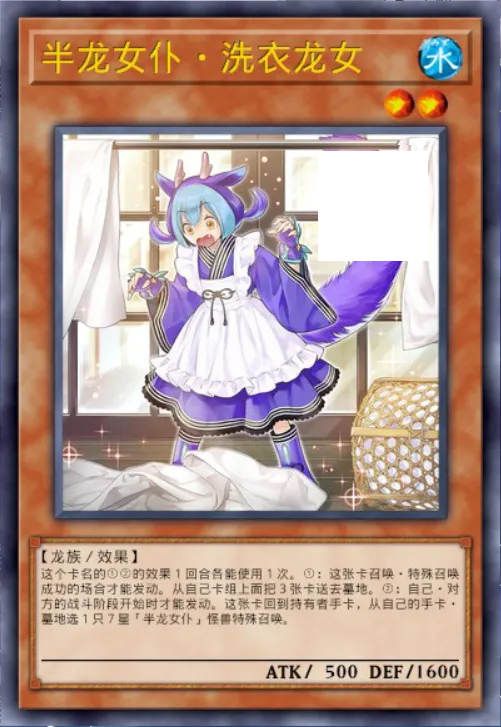 半龙女仆·洗衣龙女
水
【龙族/效果】
这个卡名的①②的效果1回合各能使用1次。①:这张卡召唤·特殊召唤
成功的场合才能发动。从自己卡组上面把3张卡送去墓地。②:自己·对
方的战斗阶段开始时才能发动。这张卡回到持有者手卡,从自己的手卡·
墓地选1只7星「半龙女仆」怪兽特殊召唤。
ATK/ 500 DEF/1600